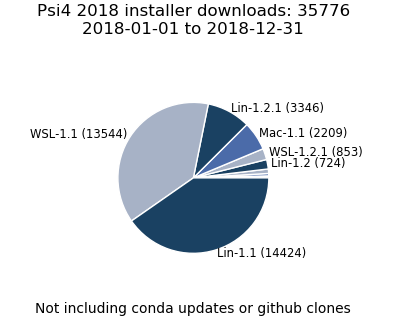 Psi4 2018 installer downloads: 35776
2018-01-01 to 2018-12-31
Lin-1.2.1 (3346)
WSL-1.1 (13544)
Mac-1.1 (2209)
WSL-1.2.1 (853)
Lin-1.2 (724)
Lin-1.1 (14424)
Not including conda updates or github clones